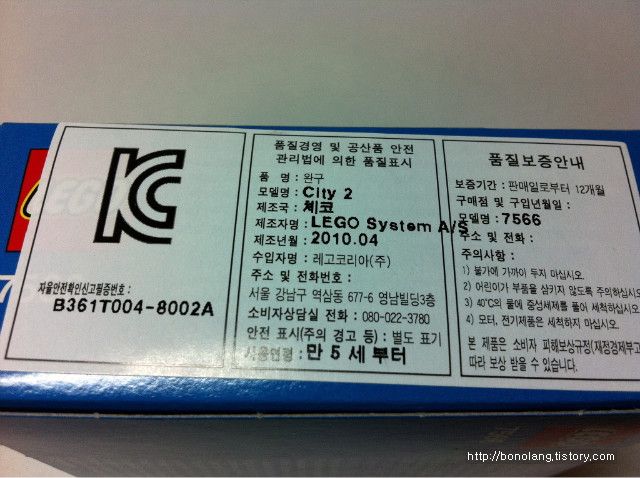 LEGO
KC
자율안전확인신고필증번호 :
B361T004-8002A
품질경영 및 공산품 안전
관리법에 의한 품질표시
품 명 : 완구
모델명 : City 2
제조국 : 체코
제조자명 : LEGO System A/S
제조년월 : 2010.04
수입자명 : 레고코리아(주)
주소 및 전화번호 :
서울 강남구 역삼동 677-6 영남빌딩3층
소비자상담실 전화 : 080-022-3780
안전 표시(주의 경고 등) : 별도 표기
사용연령 : 만 5 세 부터
품질보증안내
보증기간 : 판매일로부터 12개월
구매점 및 구입년월일 :
모델명 : 7566
주소 및 전화 :
주의사항 :
1) 불가에 가까이 두지 마십시오.
2) 어린이가 부품을 삼키지 않도록 주의하십시오
3) 40℃의 물에 중성세제를 풀어 세척하십시오
4) 모터, 전기제품은 세척하지 마십시오.
본 제품은 소비자 피해보상규정(재정경제부고
따라 보상 받을 수 있습니다.
http://bonolang.tistory.com